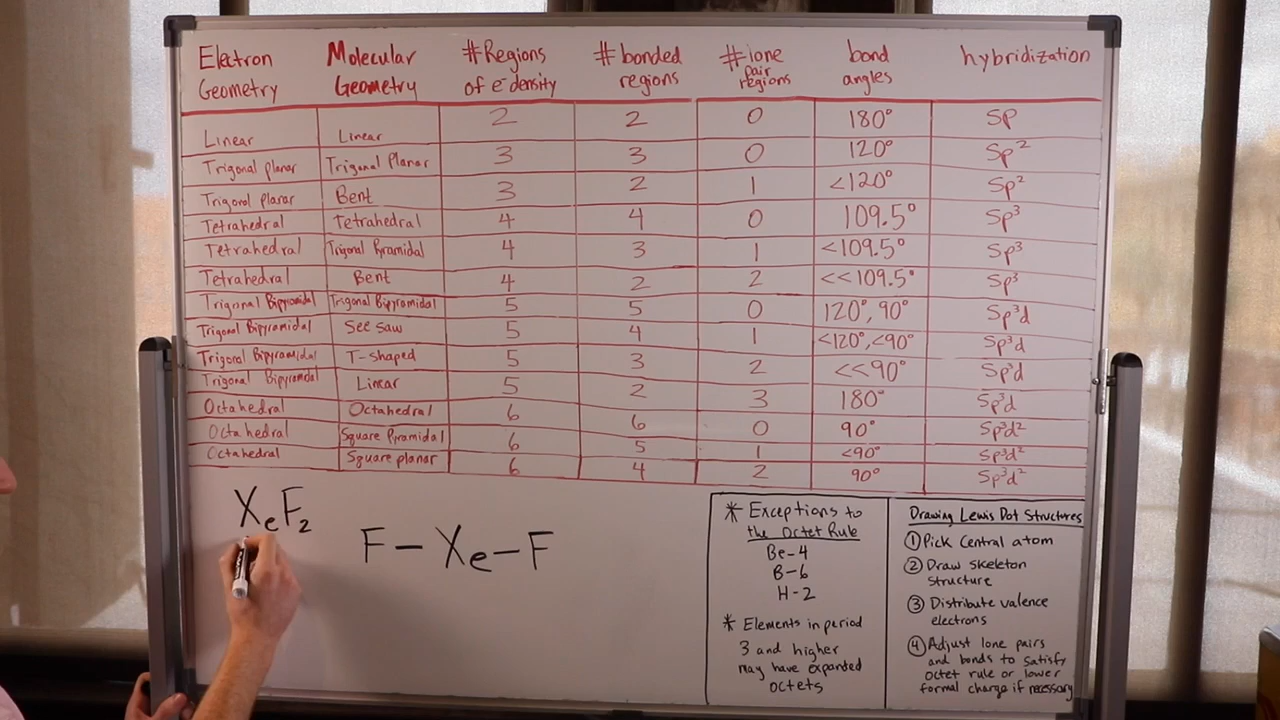 Electron Geometry | Molecular Geometry | #Regions of e⁻ density | # bonded regions | # lone pair regions | bond angles | hybridization
Linear | Linear | 2 | 2 | 0 | 180° | Sp
Trigonal planar | Trigonal Planar | 3 | 3 | 0 | 120° | Sp²
Trigonal planar | Bent | 3 | 2 | 1 | <120° | Sp²
Tetrahedral | Tetrahedral | 4 | 4 | 0 | 109.5° | Sp³
Tetrahedral | Trigonal Pyramidal | 4 | 3 | 1 | <109.5° | Sp³
Tetrahedral | Bent | 4 | 2 | 2 | <<109.5° | Sp³
Trigonal Bipyramidal | Trigonal Bipyramidal | 5 | 5 | 0 | 120°, 90° | Sp³d
Trigonal Bipyramidal | See saw | 5 | 4 | 1 | <120°, <90° | Sp³d
Trigonal Bipyramidal | T-shaped | 5 | 3 | 2 | <<90° | Sp³d
Trigonal Bipyramidal | Linear | 5 | 2 | 3 | 180° | Sp³d
Octahedral | Octahedral | 6 | 6 | 0 | 90° | Sp³d²
Octahedral | Square Pyramidal | 6 | 5 | 1 | <90° | Sp³d²
Octahedral | Square planar | 6 | 4 | 2 | 90° | Sp³d²
XeF₂
F – Xe – F
* Exceptions to
the Octet Rule
Be-4
B-6
H-2
* Elements in period
3 and higher
may have expanded
octets
Drawing Lewis Dot Structures
① Pick Central atom
② Draw skeleton
structure
③ Distribute valence
electrons
④ Adjust lone pairs
and bonds to satisfy
octet rule or lower
formal charge if necessary